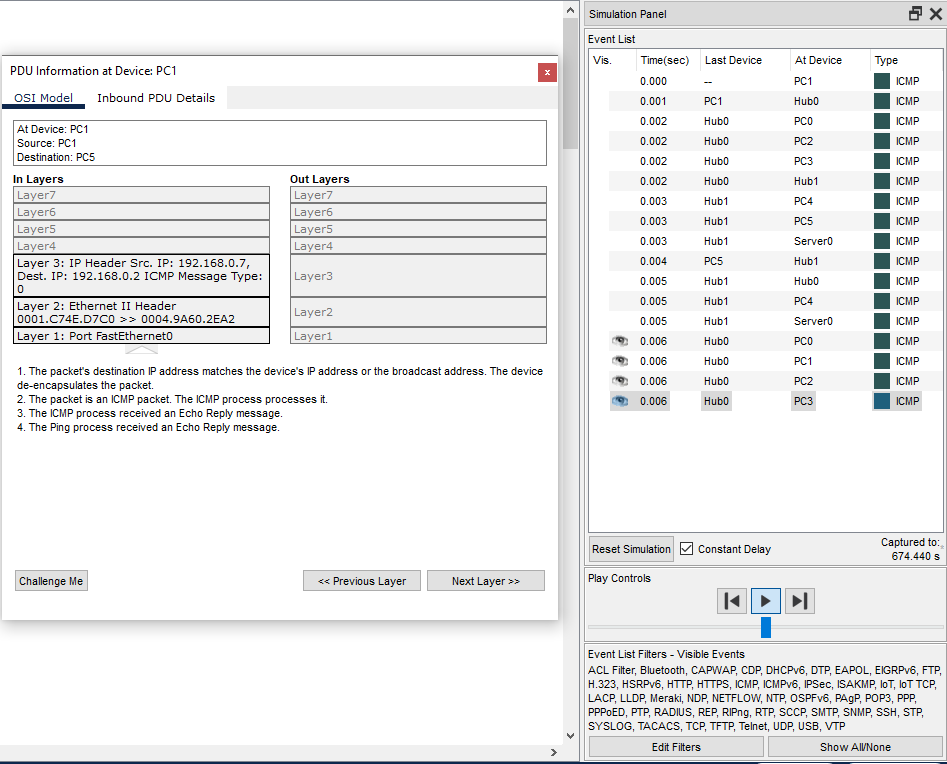 PDU Information at Device: PC1
x
OSI Model Inbound PDU Details
At Device: PC1
Source: PC1
Destination: PC5
In Layers Out Layers
Layer7 Layer7
Layer6 Layer6
Layer5 Layer5
Layer4 Layer4
Layer 3: IP Header Src. IP: 192.168.0.7,
Dest. IP: 192.168.0.2 ICMP Message Type:
0
Layer3
Layer 2: Ethernet II Header
0001.C74E.D7C0 >> 0004.9A60.2EA2
Layer2
Layer 1: Port FastEthernet0 Layer1
1. The packet's destination IP address matches the device's IP address or the broadcast address. The device
de-encapsulates the packet.
2. The packet is an ICMP packet. The ICMP process processes it.
3. The ICMP process received an Echo Reply message.
4. The Ping process received an Echo Reply message.
Challenge Me << Previous Layer Next Layer >>
Simulation Panel
Event List
Vis. Time(sec) Last Device At Device Type
0.000 -- PC1 ICMP
0.001 PC1 Hub0 ICMP
0.002 Hub0 PC0 ICMP
0.002 Hub0 PC2 ICMP
0.002 Hub0 PC3 ICMP
0.002 Hub0 Hub1 ICMP
0.003 Hub1 PC4 ICMP
0.003 Hub1 PC5 ICMP
0.003 Hub1 Server0 ICMP
0.004 PC5 Hub1 ICMP
0.005 Hub1 Hub0 ICMP
0.005 Hub1 PC4 ICMP
0.005 Hub1 Server0 ICMP
0.006 Hub0 PC0 ICMP
0.006 Hub0 PC1 ICMP
0.006 Hub0 PC2 ICMP
0.006 Hub0 PC3 ICMP
Reset Simulation Constant Delay
Captured to:
674.440 s
Play Controls
Event List Filters - Visible Events
ACL Filter, Bluetooth, CAPWAP, CDP, DHCPv6, DTP, EAPOL, EIGRPv6, FTP,
H.323, HSRPv6, HTTP, HTTPS, ICMP, ICMPv6, IPSec, ISAKMP, IoT, IoT TCP,
LACP, LLDP, Meraki, NDP, NETFLOW, NTP, OSPFv6, PAgP, POP3, PPP,
PPPoED, PTP, RADIUS, REP, RIPng, RTP, SCCP, SMTP, SNMP, SSH, STP,
SYSLOG, TACACS, TCP, TFTP, Telnet, UDP, USB, VTP
Edit Filters Show All/None